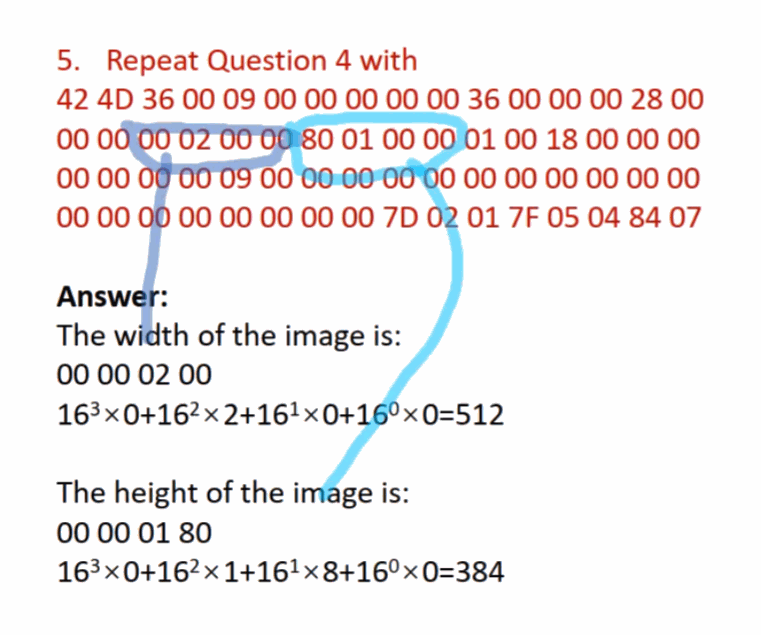 5. Repeat Question 4 with
42 4D 36 00 09 00 00 00 00 00 36 00 00 00 28 00
00 00 00 02 00 00 80 01 00 00 01 00 18 00 00 00
00 00 00 00 09 00 00 00 00 00 00 00 00 00 00 00
00 00 00 00 00 00 00 00 00 7D 02 01 7F 05 04 84 07
Answer:
The width of the image is:
00 00 02 00
16³×0+16²×2+16¹×0+16⁰×0=512
The height of the image is:
00 00 01 80
16³×0+16²×1+16¹×8+16⁰×0=384